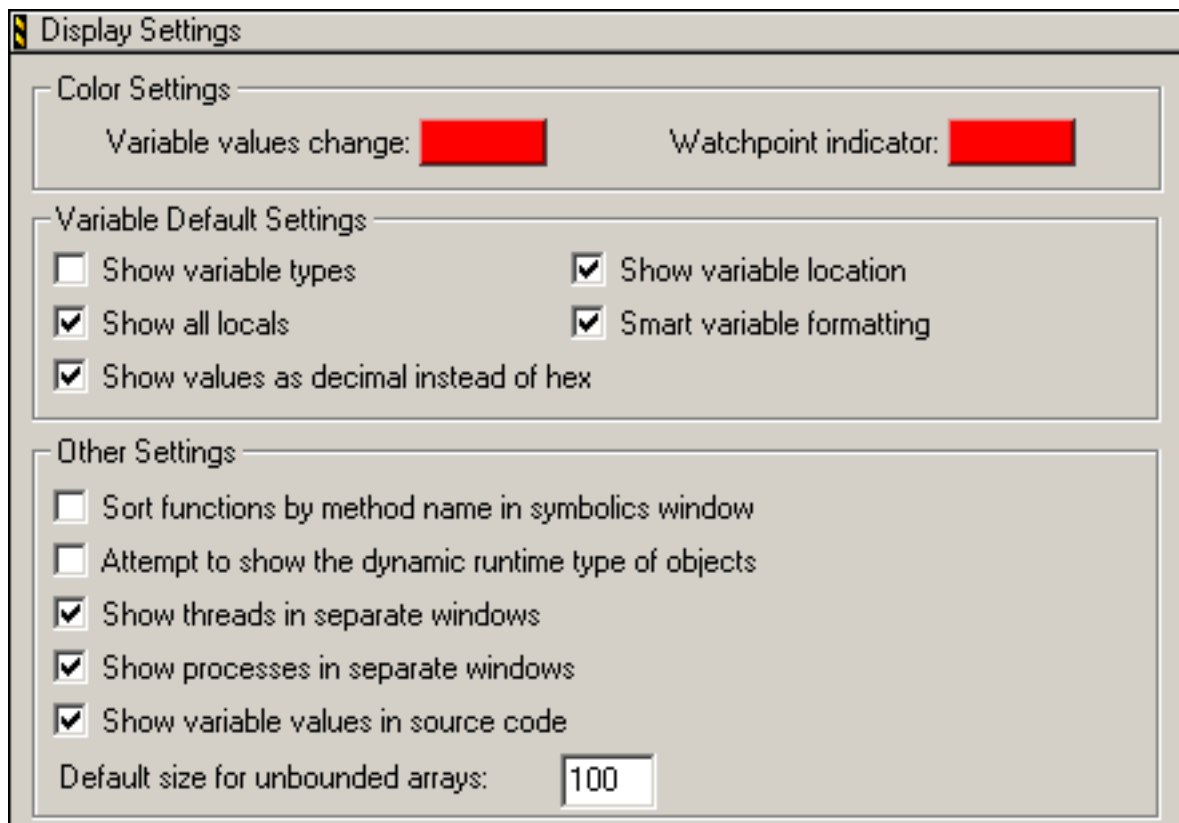 Display Settings
Color Settings
Variable values change: Watchpoint indicator:
Variable Default Settings
Show variable types Show variable location
Show all locals Smart variable formatting
Show values as decimal instead of hex
Other Settings
Sort functions by method name in symbolics window
Attempt to show the dynamic runtime type of objects
Show threads in separate windows
Show processes in separate windows
Show variable values in source code
Default size for unbounded arrays: 100